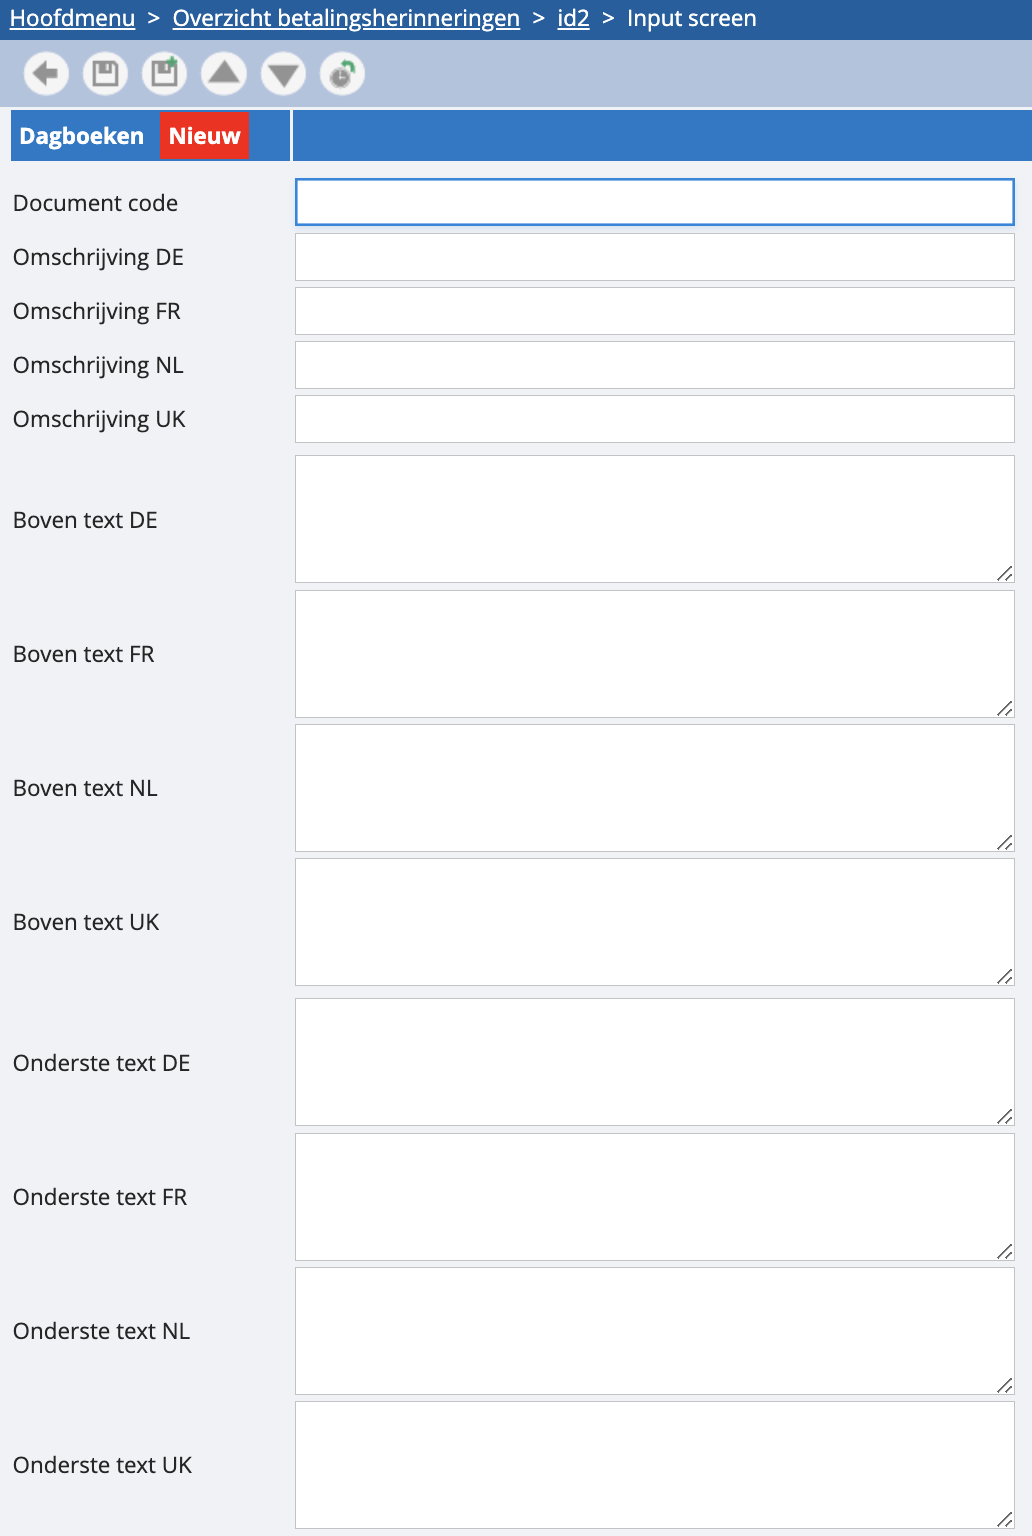 Hoofdmenu > Overzicht betalingsherinneringen > id2 > Input screen
Dagboeken Nieuw
Document code
Omschrijving DE
Omschrijving FR
Omschrijving NL
Omschrijving UK
Boven text DE
Boven text FR
Boven text NL
Boven text UK
Onderste text DE
Onderste text FR
Onderste text NL
Onderste text UK